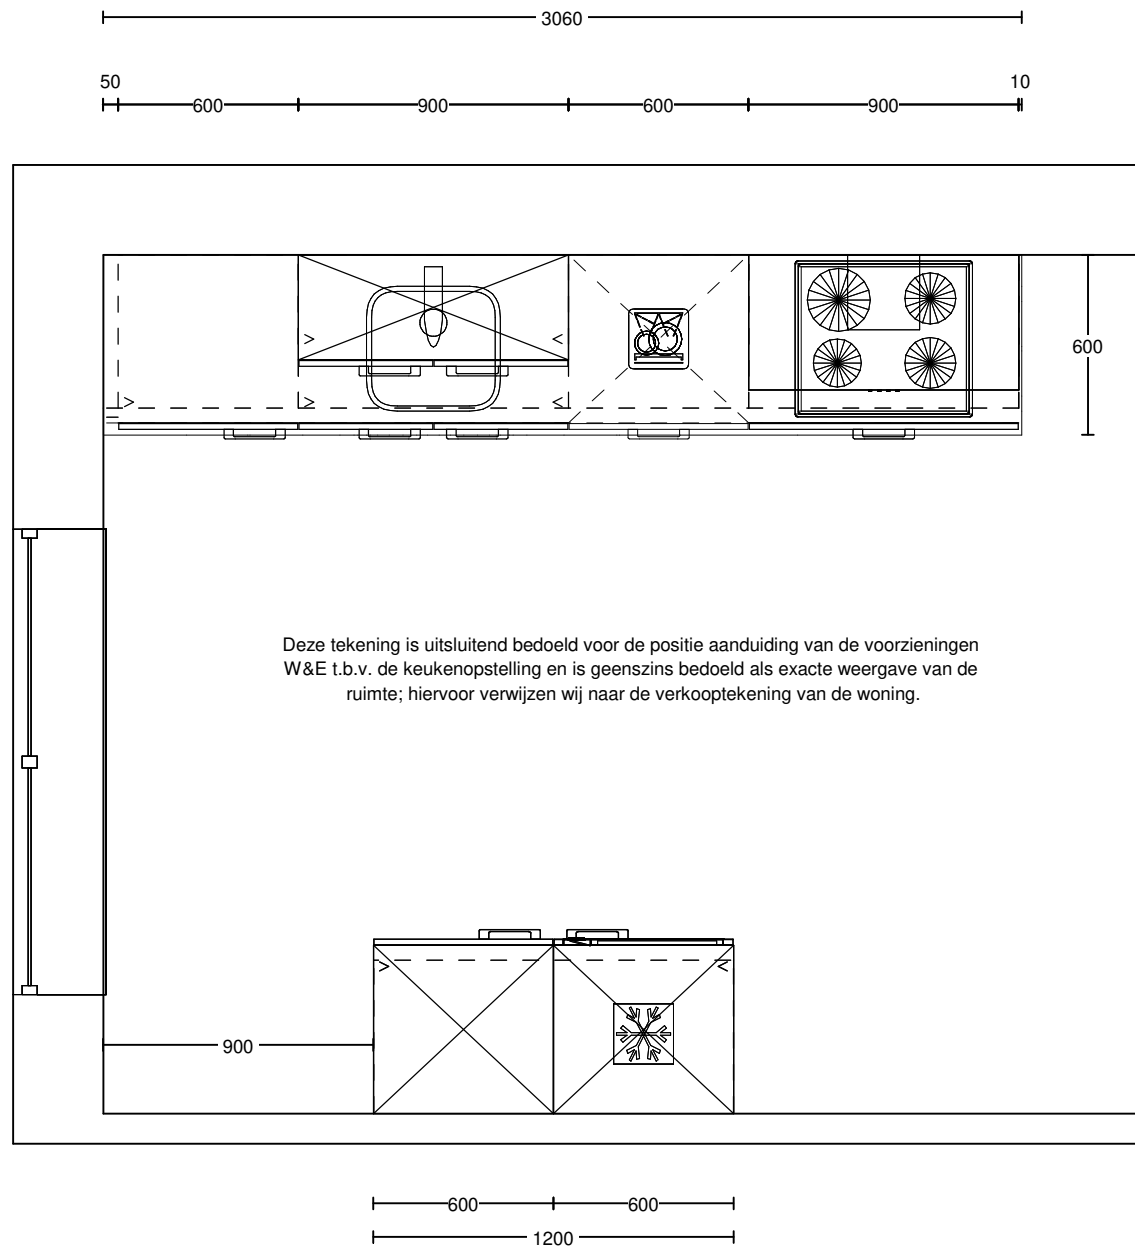 3060
50 10
600 900 600 900
600
Deze tekening is uitsluitend bedoeld voor de positie aanduiding van de voorzieningen
W&E t.b.v. de keukenopstelling en is geenszins bedoeld als exacte weergave van de
ruimte; hiervoor verwijzen wij naar de verkooptekening van de woning.
900
600 600
1200